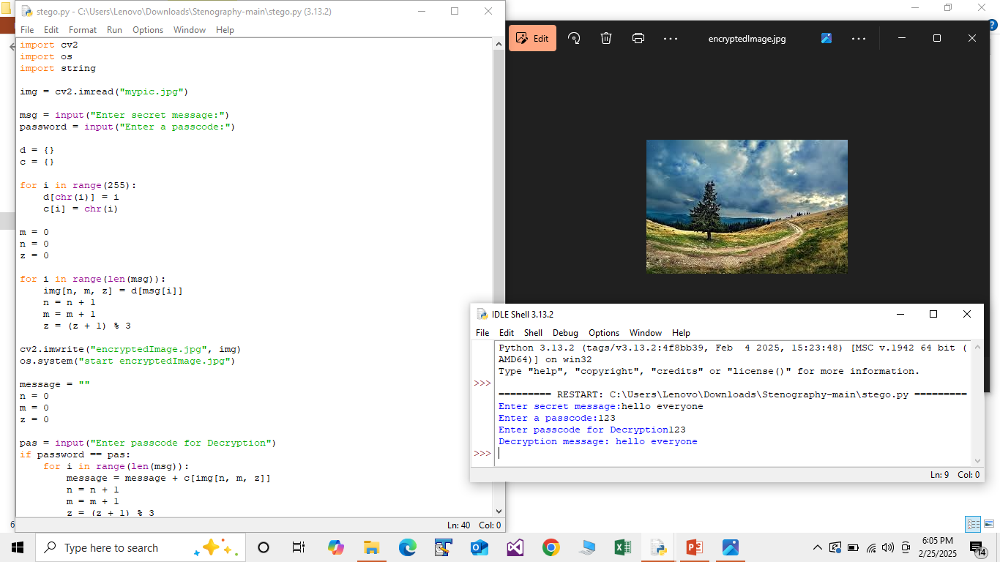 stego.py - C:\Users\Lenovo\Downloads\Stenography-main\stego.py (3.13.2)
File Edit Format Run Options Window Help
import cv2
import os
import string
img = cv2.imread("mypic.jpg")
msg = input("Enter secret message:")
password = input("Enter a passcode:")
d = {}
c = {}
for i in range(255):
    d[chr(i)] = i
    c[i] = chr(i)
m = 0
n = 0
z = 0
for i in range(len(msg)):
    img[n, m, z] = d[msg[i]]
    n = n + 1
    m = m + 1
    z = (z + 1) % 3
cv2.imwrite("encryptedImage.jpg", img)
os.system("start encryptedImage.jpg")
message = ""
n = 0
m = 0
z = 0
pas = input("Enter passcode for Decryption")
if password == pas:
    for i in range(len(msg)):
        message = message + c[img[n, m, z]]
        n = n + 1
        m = m + 1
        z = (z + 1) % 3
Ln: 40 Col: 0
Edit
encryptedImage.jpg
IDLE Shell 3.13.2
File Edit Shell Debug Options Window Help
Python 3.13.2 (tags/v3.13.2:4f8bb39, Feb  4 2025, 15:23:48) [MSC v.1942 64 bit (
AMD64)] on win32
Type "help", "copyright", "credits" or "license()" for more information.
>>>
========= RESTART: C:\Users\Lenovo\Downloads\Stenography-main\stego.py =========
Enter secret message:hello everyone
Enter a passcode:123
Enter passcode for Decryption123
Decryption message: hello everyone
>>>
Ln: 9 Col: 0
6
Type here to search
6:05 PM
2/25/2025
14